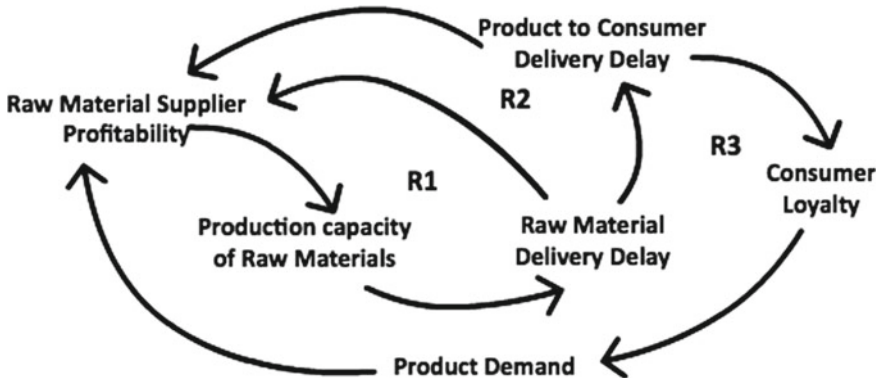 Product to Consumer
Delivery Delay
R2
Raw Material Supplier
Profitability
R3
R1
Consumer
Loyalty
Production capacity
of Raw Materials
Raw Material
Delivery Delay
Product Demand